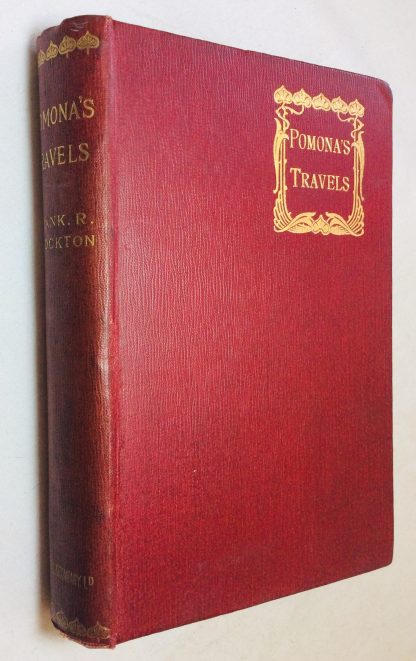 POMONA'S
TRAVELS
OMONA'S
RAVELS
ANK. R.
OCKTON